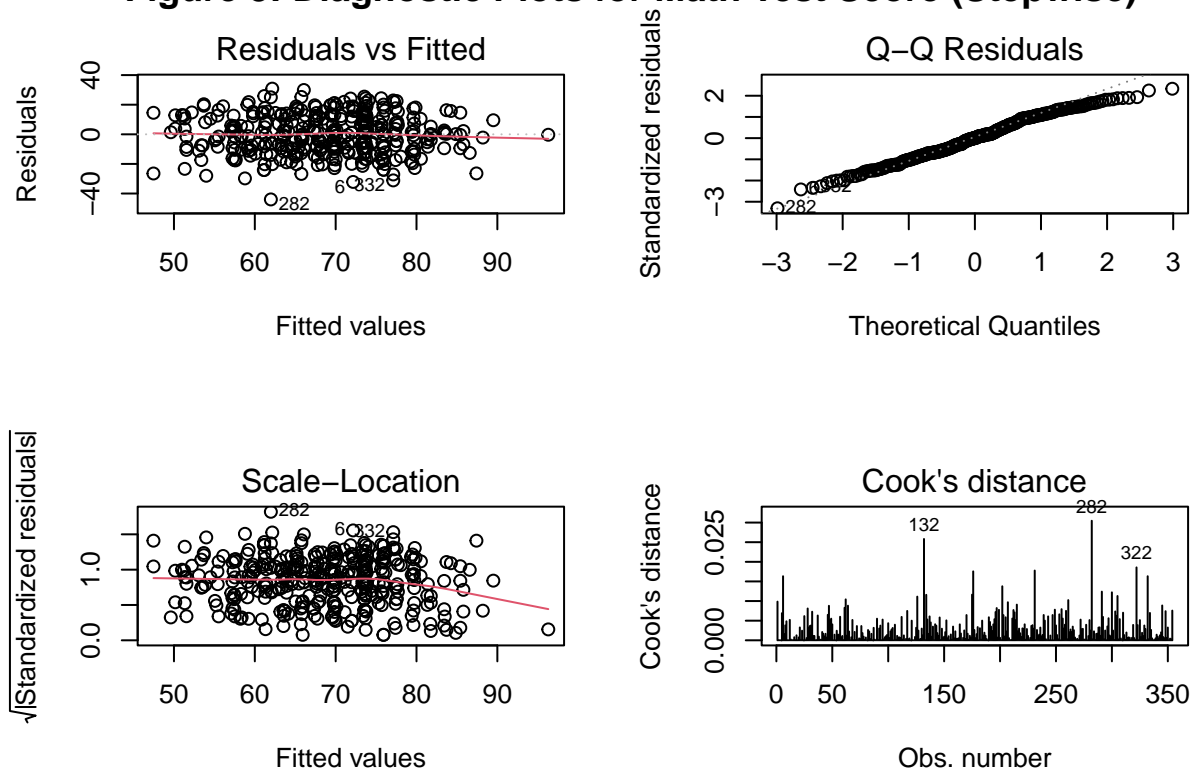 Figure 3: Diagnostic Plots for Math Test Score (Stepwise)
Residuals vs Fitted
Residuals
40
0
−40
6
332
282
50 60 70 80 90
Fitted values
Q−Q Residuals
Standardized residuals
2
0
−3
282
−3 −2 −1 0 1 2 3
Theoretical Quantiles
Scale−Location
√|Standardized residuals|
1.0
0.0
282
6
332
50 60 70 80 90
Fitted values
Cook's distance
Cook's distance
0.025
0.000
132
282
322
0 50 150 250 350
Obs. number